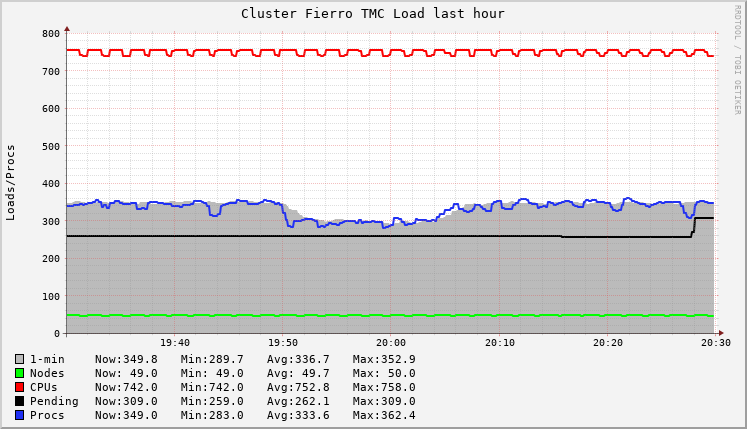 Cluster Fierro TMC Load last hour
RRDTOOL / TOBI OETIKER
Loads/Procs
800
700
600
500
400
300
200
100
0
19:40 19:50 20:00 20:10 20:20 20:30
1-min Now:349.8 Min:289.7 Avg:336.7 Max:352.9
Nodes Now: 49.0 Min: 49.0 Avg: 49.7 Max: 50.0
CPUs Now:742.0 Min:742.0 Avg:752.8 Max:758.0
Pending Now:309.0 Min:259.0 Avg:262.1 Max:309.0
Procs Now:349.0 Min:283.0 Avg:333.6 Max:362.4